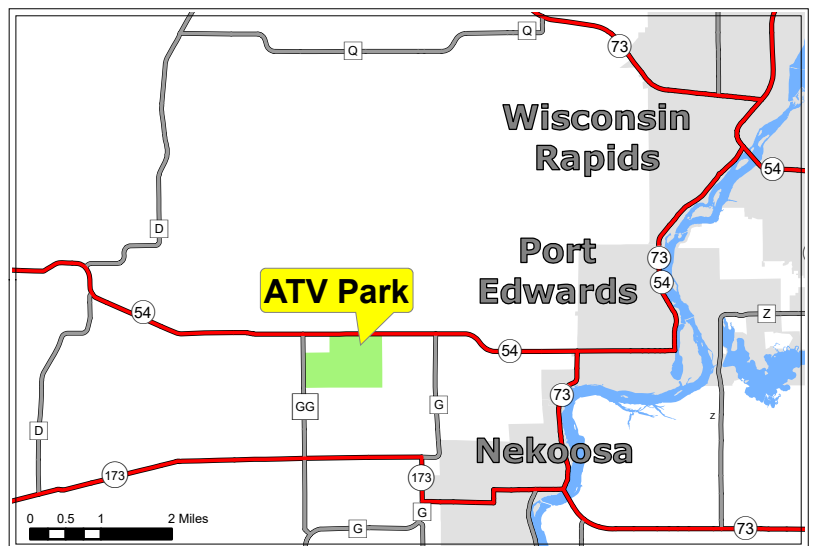 Q
Q
73
Wisconsin
Rapids
54
D
73
54
Port
Edwards
ATV Park
54
Z
54
GG
G
73
D
Z
Nekoosa
173
173
G
G
73
0 0.5 1 2 Miles